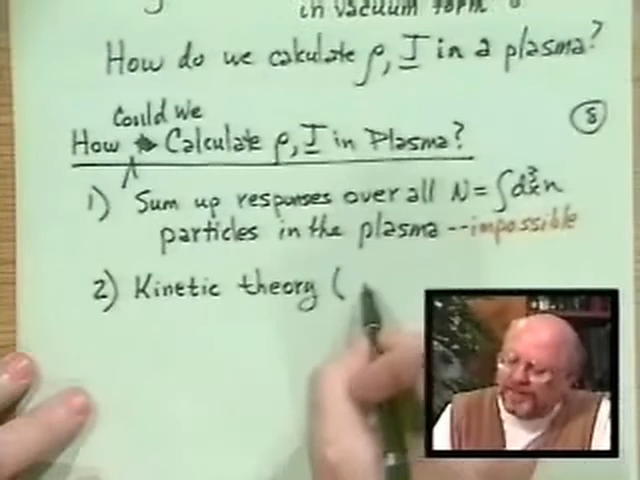 in vacuum form
How do we calculate ρ, J in a plasma?
Could We
How Calculate ρ, J in Plasma?
8
1) Sum up responses over all N = ∫d³x n
particles in the plasma -- impossible
2) Kinetic theory (